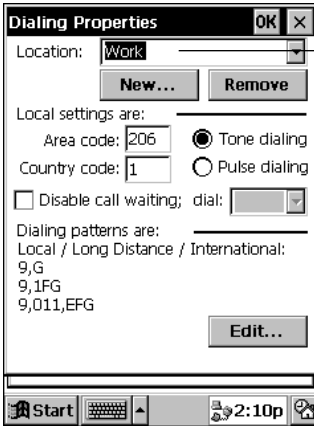 Dialing Properties OK ×
Location: Work
New... Remove
Local settings are:
Area code: 206 Tone dialing
Country code: 1 Pulse dialing
Disable call waiting; dial:
Dialing patterns are:
Local / Long Distance / International:
9,G
9,1FG
9,011,EFG
Edit...
Start 2:10p